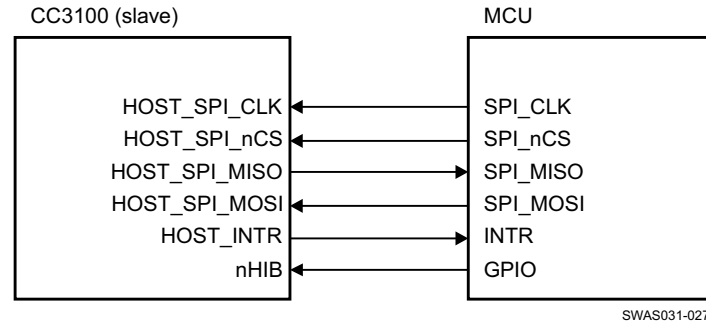 CC3100 (slave) MCU
HOST_SPI_CLK SPI_CLK
HOST_SPI_nCS SPI_nCS
HOST_SPI_MISO SPI_MISO
HOST_SPI_MOSI SPI_MOSI
HOST_INTR INTR
nHIB GPIO
SWAS031-027